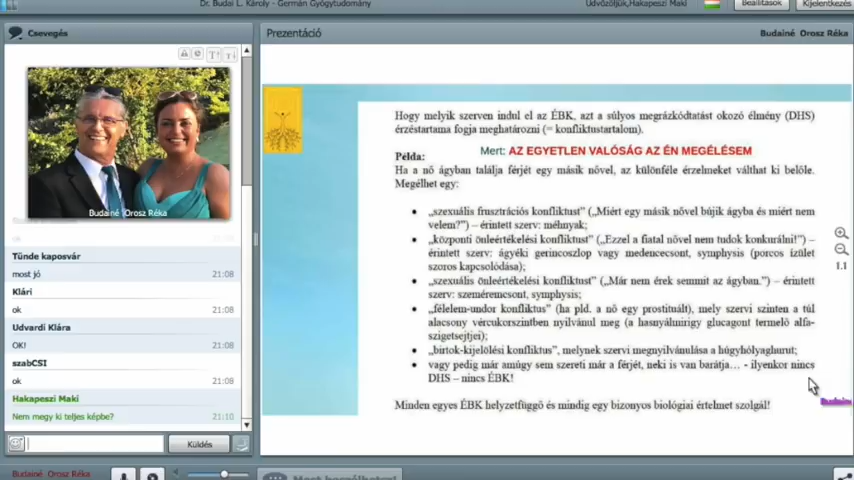 Dr. Budai L. Károly - Germán Gyógytudomány
Üdvözöljük,Hakapeszi Maki
Beállítások
Kijelentkezés
Csevegés
Budainé Orosz Réka
Tünde kaposvár
most jó 21:08
Klári
ok 21:08
Udvardi Klára
OK! 21:08
szabCSI
ok 21:08
Hakapeszi Maki
Nem megy ki teljes képbe? 21:10
Küldés
Budainé Orosz Réka
Prezentáció
Budainé Orosz Réka
Hogy melyik szerven indul el az ÉBK, azt a súlyos megrázkódtatást okozó élmény (DHS)
érzéstartama fogja meghatározni (= konfliktustartalom).
Mert: AZ EGYETLEN VALÓSÁG AZ ÉN MEGÉLÉSEM
Példa:
Ha a nő ágyban találja férjét egy másik nővel, az különféle érzelmeket válthat ki belőle.
Megélhet egy:
• „szexuális frusztrációs konfliktust” („Miért egy másik nővel bújik ágyba és miért nem
velem?”) – érintett szerv: méhnyak;
• „központi önleértékelési konfliktust” („Ezzel a fiatal nővel nem tudok konkurálni!”) –
érintett szerv: ágyéki gerincoszlop vagy medencecsont, symphysis (porcos ízület
szoros kapcsolódása);
• „szexuális önleértékelési konfliktust” („Már nem érek semmit az ágyban.”) – érintett
szerv: szeméremcsont, symphysis;
• „félelem-undor konfliktus” (ha pld. a nő egy prostituált), mely szervi szinten a túl
alacsony vércukorszintben nyilvánul meg (a hasnyálmirigy glucagont termelő alfa-
szigetsejtjei);
• „birtok-kijelölési konfliktus”, melynek szervi megnyilvánulása a húgyhólyaghurut;
• vagy pedig már amúgy sem szereti már a férjét, neki is van barátja… - ilyenkor nincs
DHS – nincs ÉBK!
Minden egyes ÉBK helyzetfüggő és mindig egy bizonyos biológiai értelmet szolgál!
1.1
Budainé